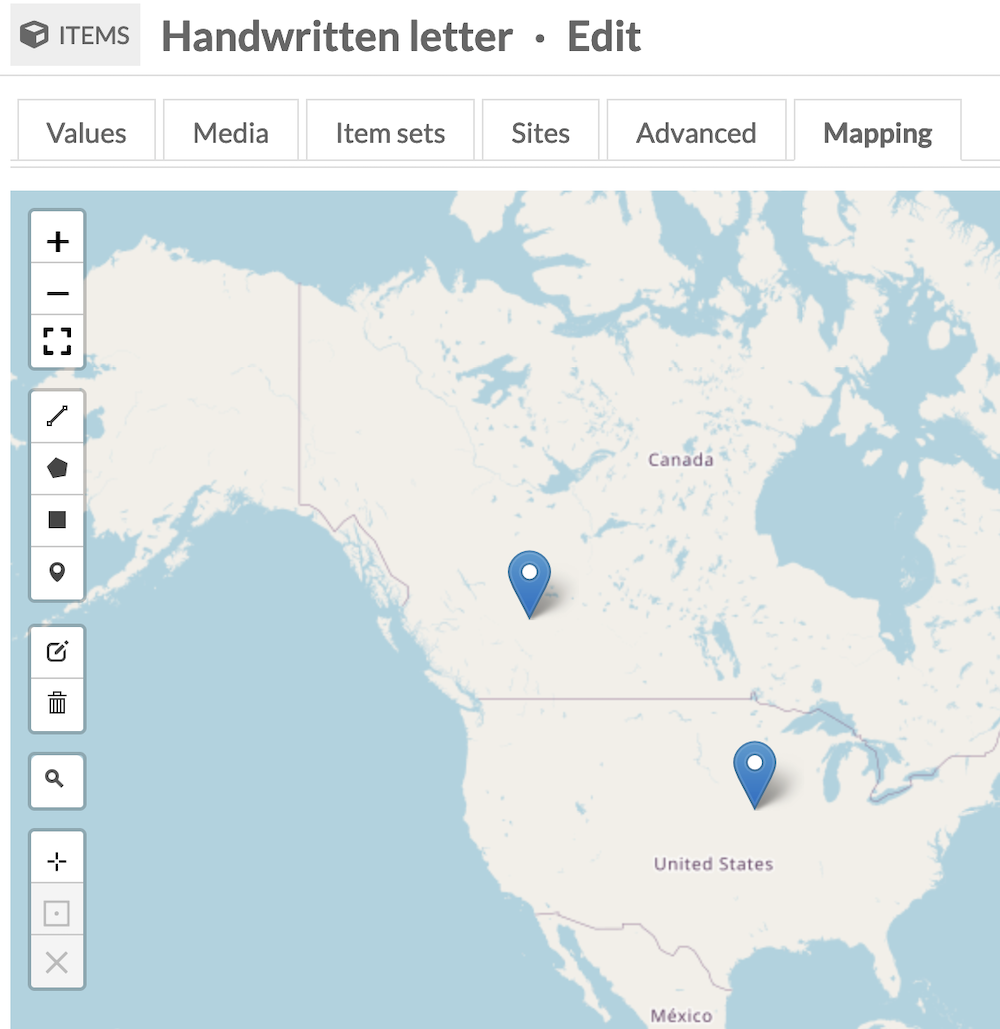 ITEMS Handwritten letter · Edit
Values Media Item sets Sites Advanced Mapping
+
−
Canada
United States
México